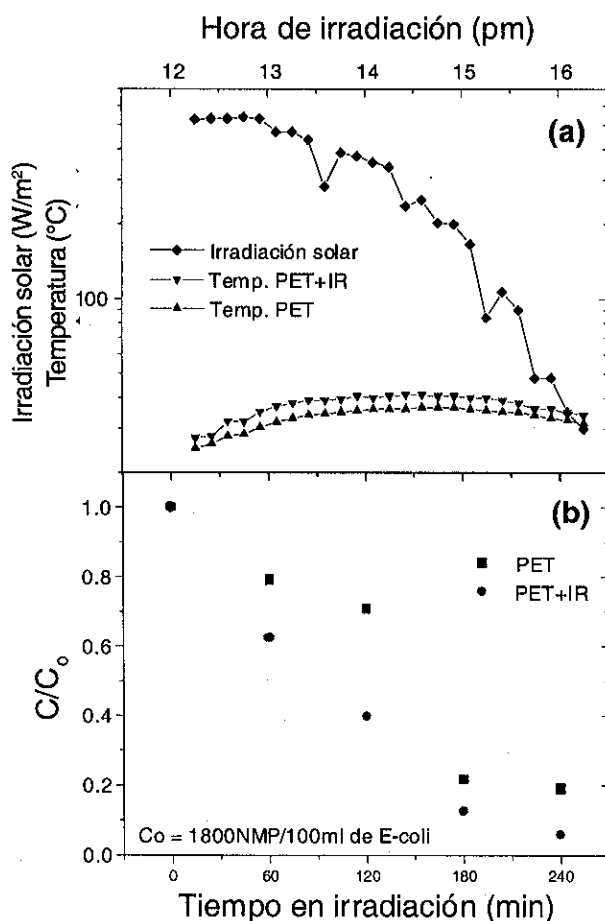 Hora de irradiación (pm)
12 13 14 15 16
(a)
Irradiación solar (W/m²)
Temperatura (°C)
100
Irradiación solar
Temp. PET+IR
Temp. PET
(b)
1.0
0.8
0.6
0.4
0.2
0.0
C/Co
PET
PET+IR
Co = 1800NMP/100ml de E-coli
0 60 120 180 240
Tiempo en irradiación (min)